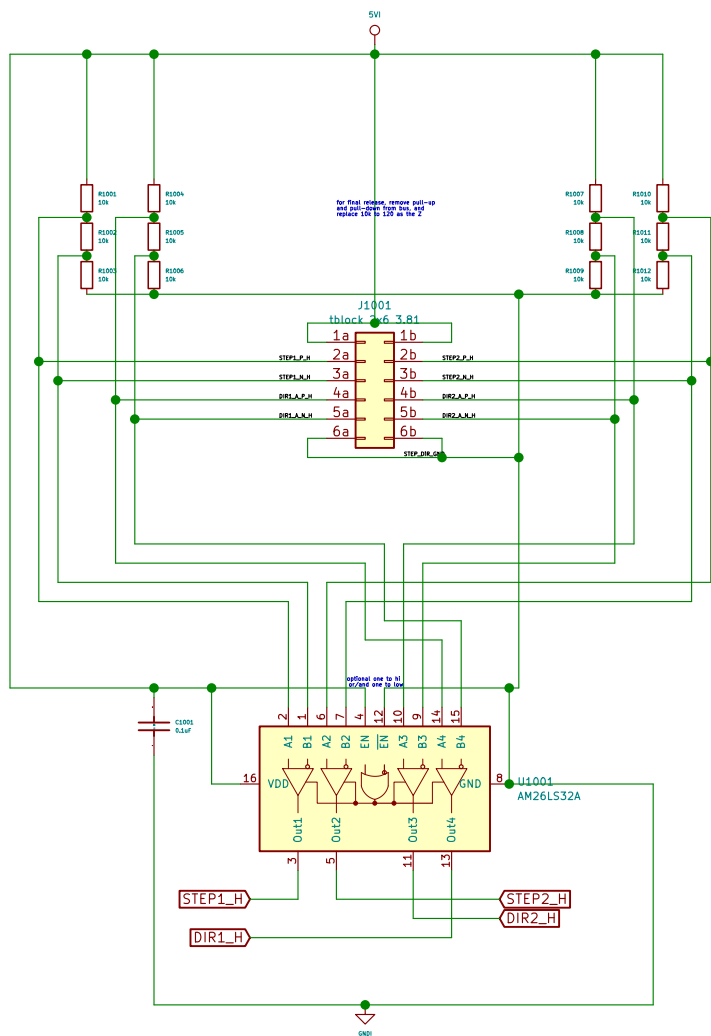 5VI
R1001
10k
R1004
10k
R1007
10k
R1010
10k
for final release, remove pull-up
and pull-down from bus, and
replace 10k to 120 as the Z
R1002
10k
R1005
10k
R1008
10k
R1011
10k
R1003
10k
R1006
10k
R1009
10k
R1012
10k
J1001
tblock_2x6_3.81
1a
1b
STEP1_P_H
2a
2b
STEP2_P_H
STEP1_N_H
3a
3b
STEP2_N_H
DIR1_A_P_H
4a
4b
DIR2_A_P_H
DIR1_A_N_H
5a
5b
DIR2_A_N_H
6a
6b
STEP_DIR_GND
optional one to hi
or/and one to low
2
1
6
7
4
12
10
9
14
15
C1001
0.1uF
A1
B1
A2
B2
EN
EN
A3
B3
A4
B4
16
VDD
GND
8
U1001
AM26LS32A
Out1
Out2
Out3
Out4
3
5
11
13
STEP1_H
STEP2_H
DIR2_H
DIR1_H
GNDI